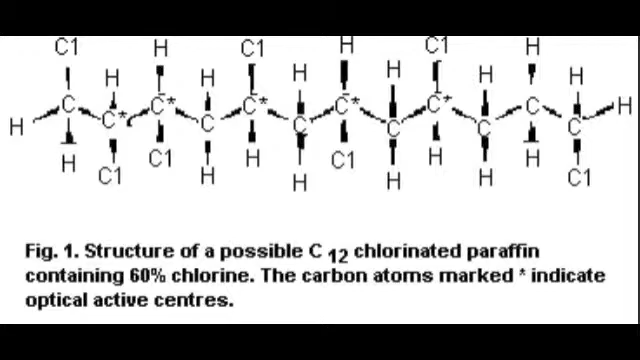 C1 H C1 H C1 H
H H H H H H
H C C* C* C C* C C* C C* C C C H
H C1 H C1 H H
C1 H H H H C1
Fig. 1. Structure of a possible C 12 chlorinated paraffin
containing 60% chlorine. The carbon atoms marked * indicate
optical active centres.